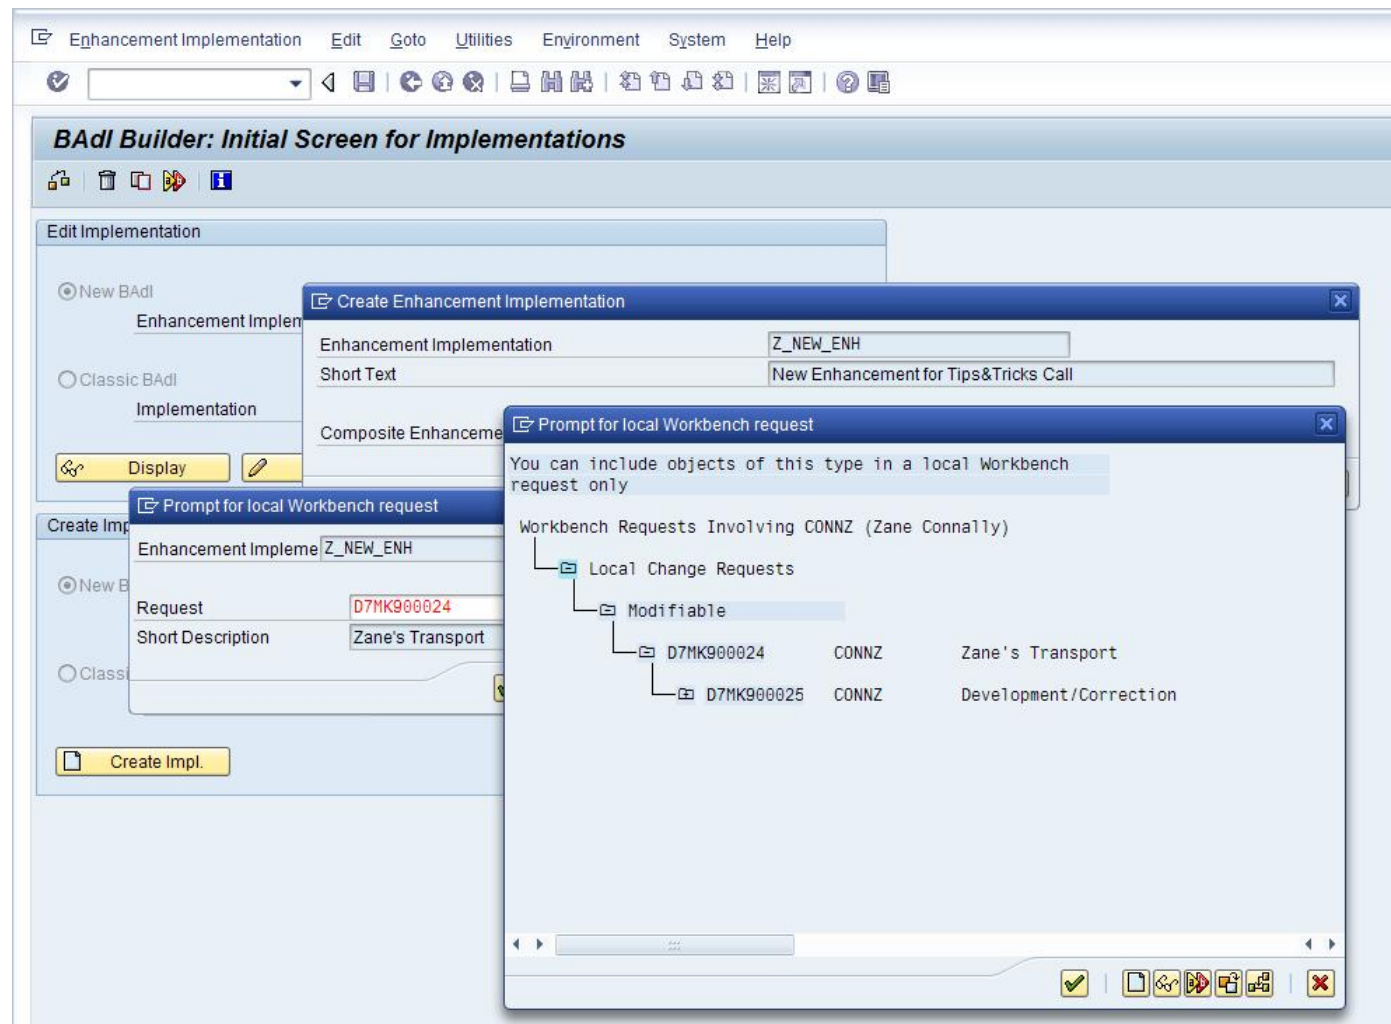 Enhancement Implementation Edit Goto Utilities Environment System Help
BAdI Builder: Initial Screen for Implementations
Edit Implementation
New BAdI
Enhancement Implem
Classic BAdI
Implementation
Display
Create Enhancement Implementation
Enhancement Implementation Z_NEW_ENH
Short Text New Enhancement for Tips&Tricks Call
Composite Enhanceme
Create Imp
New B
Classi
Create Impl.
Prompt for local Workbench request
Enhancement Impleme Z_NEW_ENH
Request D7MK900024
Short Description Zane's Transport
Prompt for local Workbench request
You can include objects of this type in a local Workbench
request only
Workbench Requests Involving CONNZ (Zane Connally)
Local Change Requests
Modifiable
D7MK900024 CONNZ Zane's Transport
D7MK900025 CONNZ Development/Correction